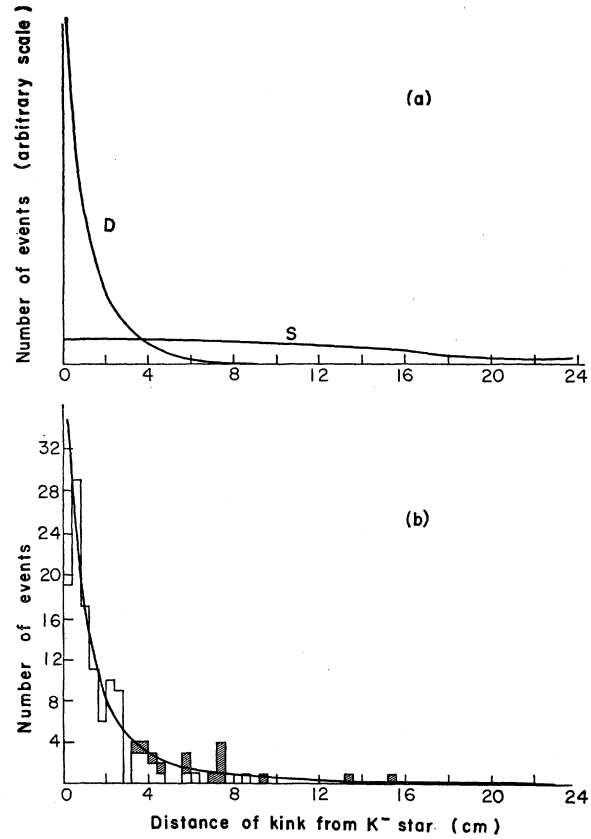 Number of events (arbitrary scale)
(a)
D
S
0 4 8 12 16 20 24
Number of events
32
28
24
20
16
12
8
4
(b)
0 4 8 12 16 20 24
Distance of kink from K⁻ star (cm)